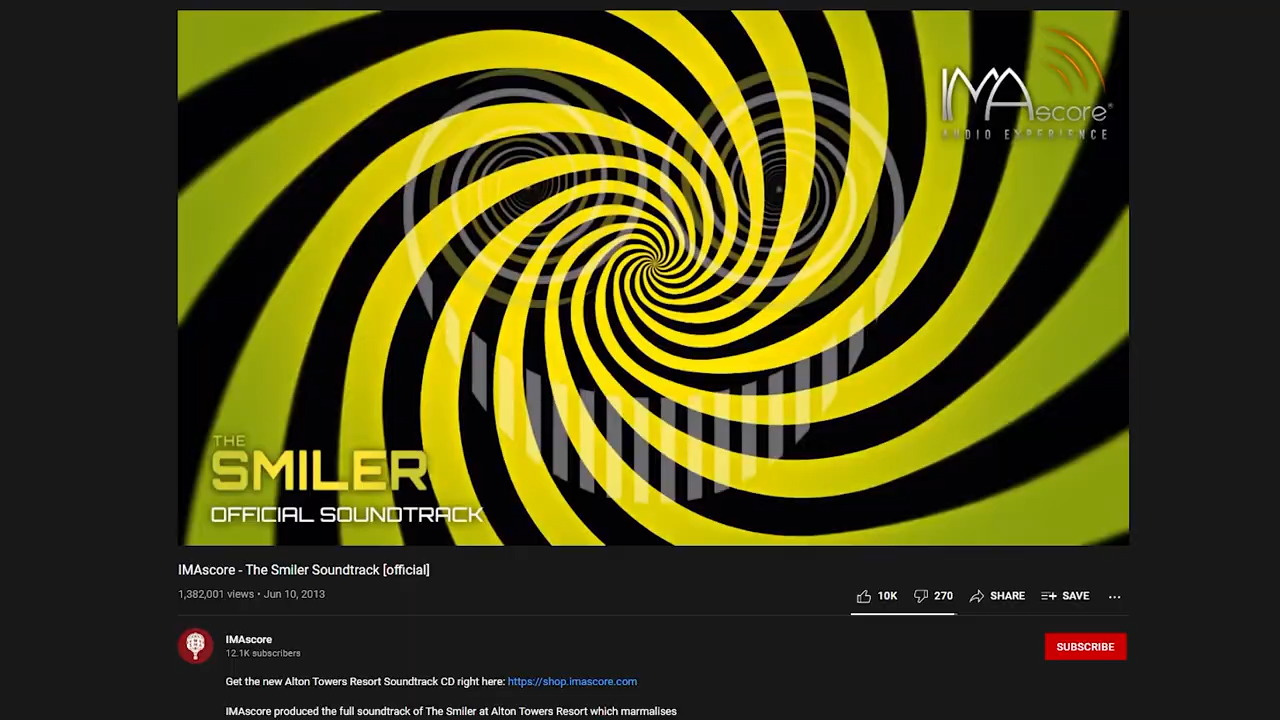 IMAscore®
AUDIO EXPERIENCE
THE
SMILER
OFFICIAL SOUNDTRACK
IMAscore - The Smiler Soundtrack [official]
1,382,001 views • Jun 10, 2013
10K 270 SHARE SAVE ...
IMAscore
12.1K subscribers
SUBSCRIBE
Get the new Alton Towers Resort Soundtrack CD right here: https://shop.imascore.com
IMAscore produced the full soundtrack of The Smiler at Alton Towers Resort which marmalises